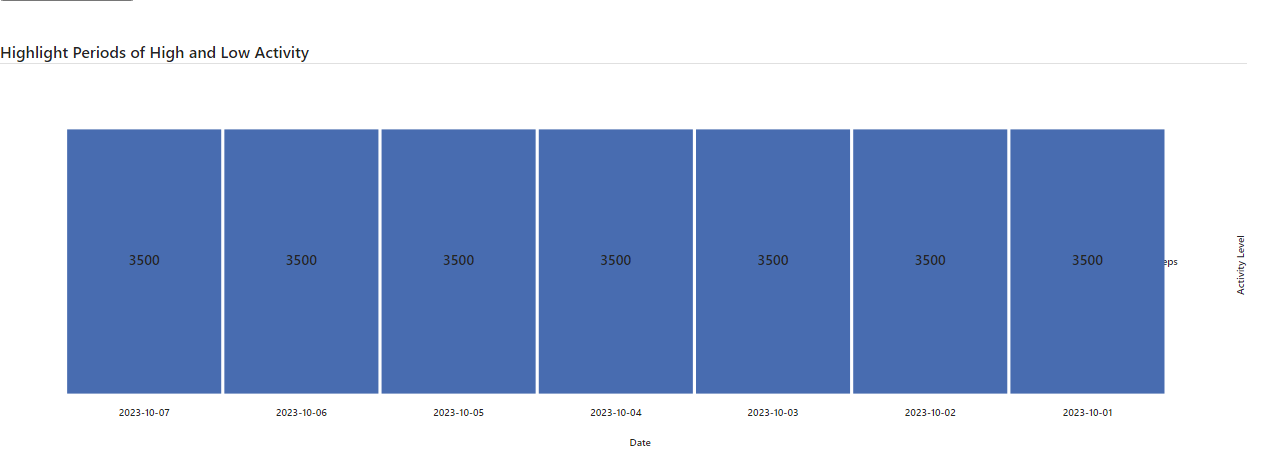 Highlight Periods of High and Low Activity
3500 3500 3500 3500 3500 3500 3500
eps
Activity Level
2023-10-07 2023-10-06 2023-10-05 2023-10-04 2023-10-03 2023-10-02 2023-10-01
Date